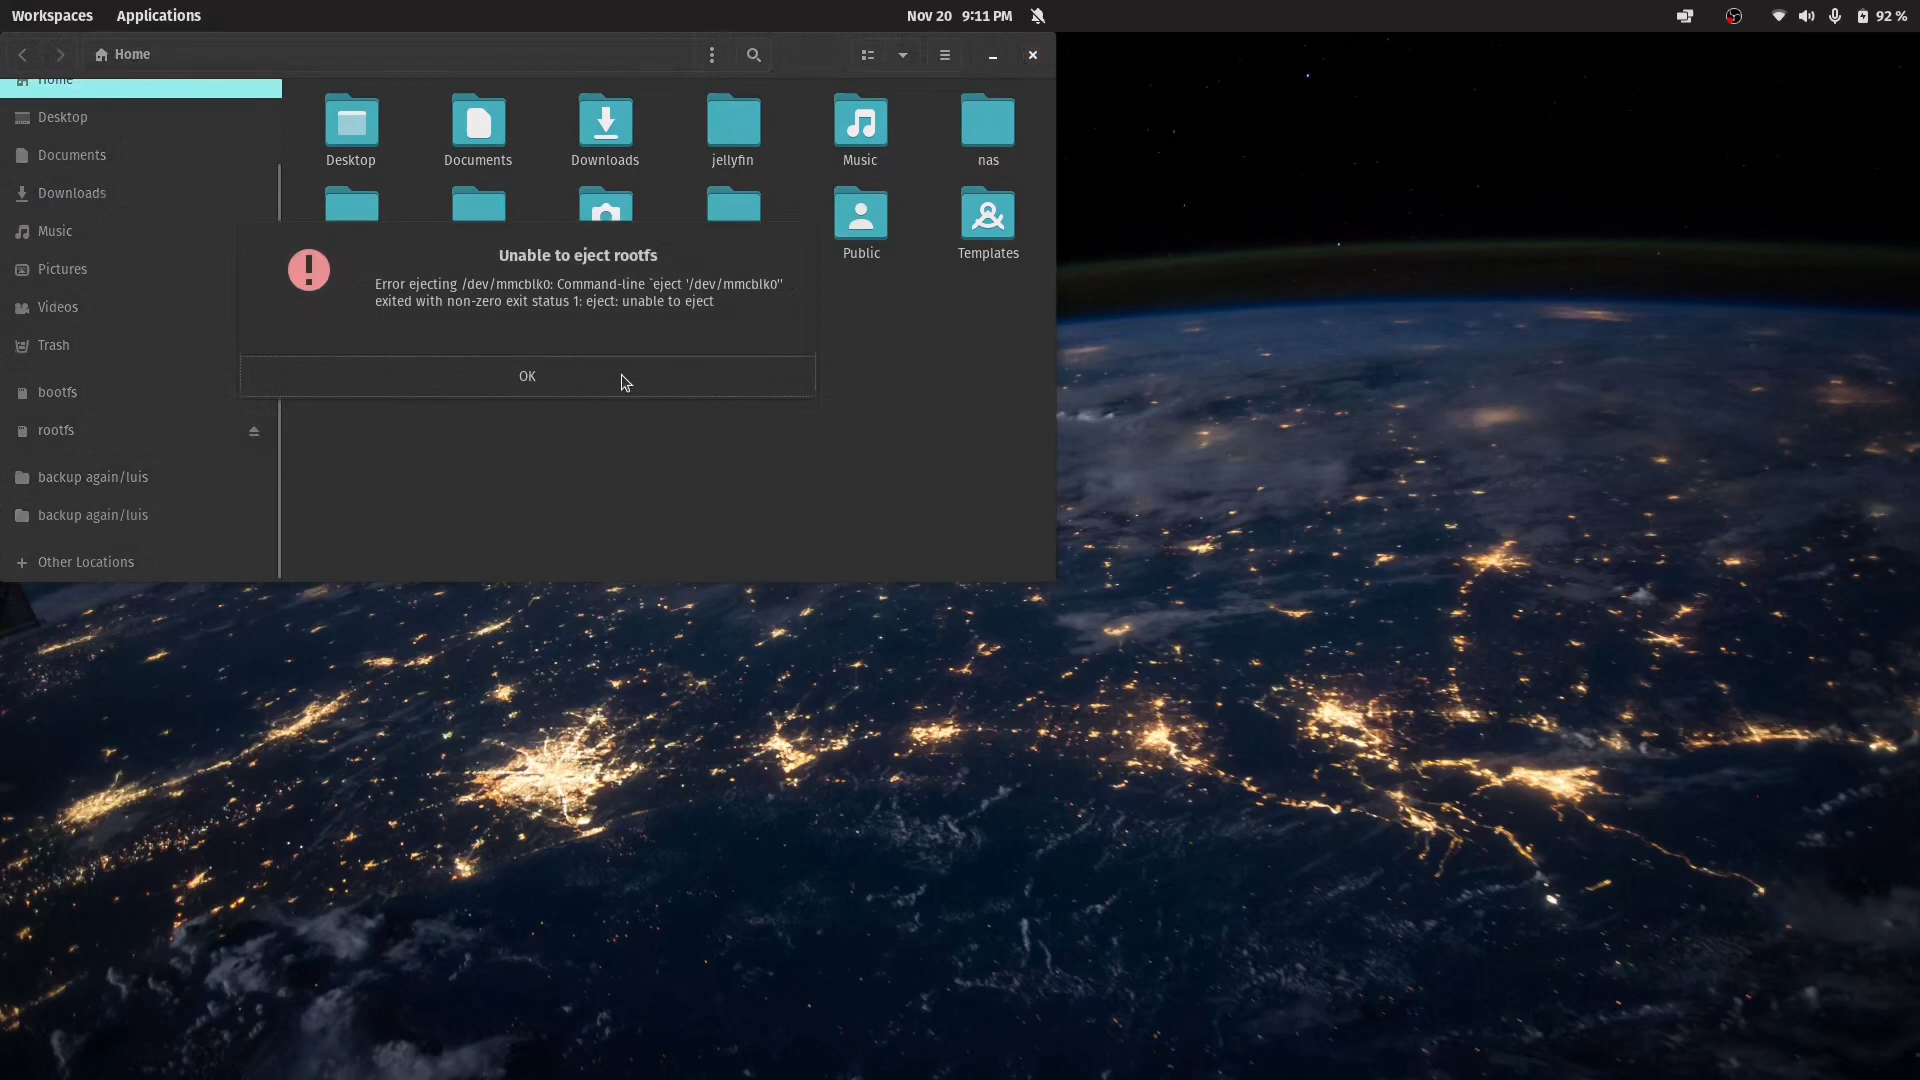 Workspaces Applications Nov 20 9:11 PM 92 %
Home
Home
Desktop
Documents
Downloads
Music
Pictures
Videos
Trash
bootfs
rootfs
backup again/luis
backup again/luis
Other Locations
Desktop Documents Downloads jellyfin Music nas
Public Templates
Unable to eject rootfs
Error ejecting /dev/mmcblk0: Command-line `eject '/dev/mmcblk0''
exited with non-zero exit status 1: eject: unable to eject
OK